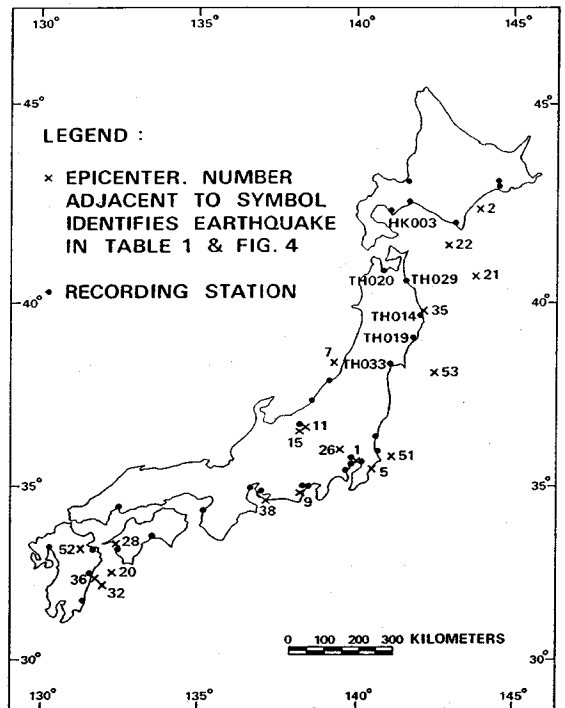 130° 135° 140° 145°
45° 45°
LEGEND :
× EPICENTER. NUMBER
ADJACENT TO SYMBOL
IDENTIFIES EARTHQUAKE
IN TABLE 1 & FIG. 4
• RECORDING STATION
HK003
2
22
21
TH020
TH029
40° 40°
TH014
35
TH019
7
TH033
53
11
15
26
1
51
5
35° 35°
9
38
28
52
20
36
32
0 100 200 300 KILOMETERS
30° 30°
130° 135° 140° 145°